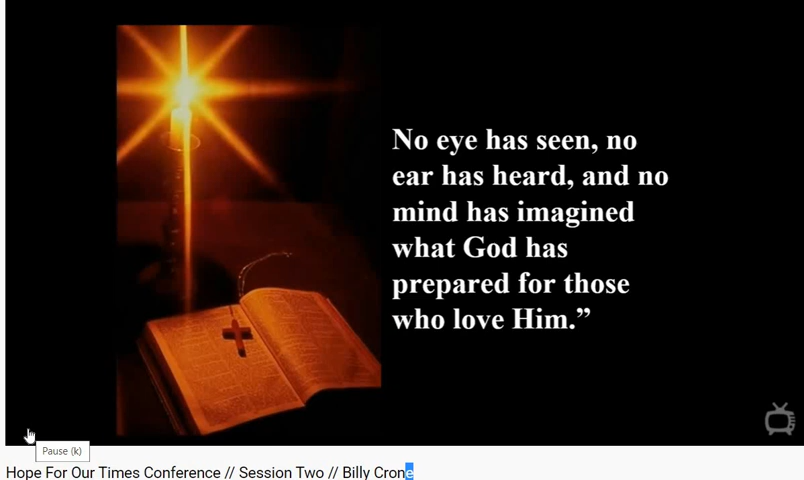 No eye has seen, no
ear has heard, and no
mind has imagined
what God has
prepared for those
who love Him.”
Pause (k)
Hope For Our Times Conference // Session Two // Billy Crone